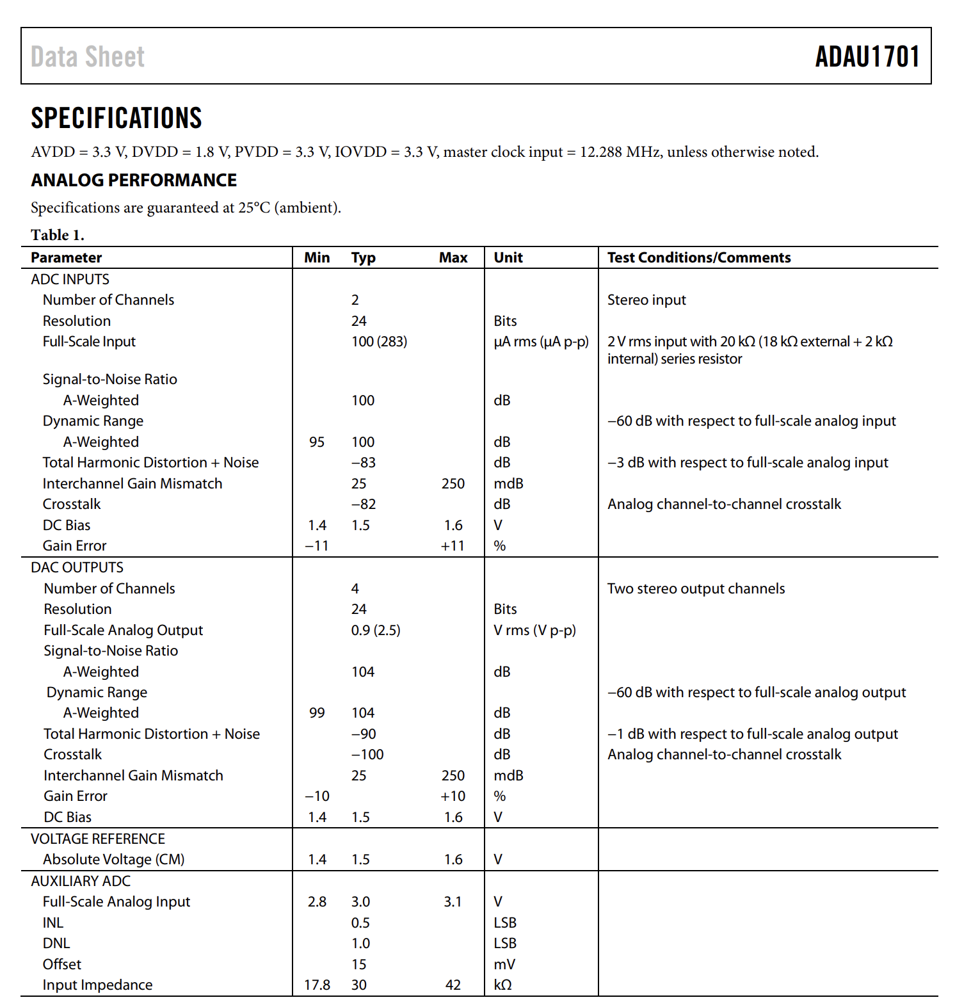 Data Sheet ADAU1701
SPECIFICATIONS
AVDD = 3.3 V, DVDD = 1.8 V, PVDD = 3.3 V, IOVDD = 3.3 V, master clock input = 12.288 MHz, unless otherwise noted.
ANALOG PERFORMANCE
Specifications are guaranteed at 25°C (ambient).
Table 1.
Parameter Min Typ Max Unit Test Conditions/Comments
ADC INPUTS
Number of Channels 2 Stereo input
Resolution 24 Bits
Full-Scale Input 100 (283) µA rms (µA p-p) 2 V rms input with 20 kΩ (18 kΩ external + 2 kΩ
internal) series resistor
Signal-to-Noise Ratio
A-Weighted 100 dB
Dynamic Range −60 dB with respect to full-scale analog input
A-Weighted 95 100 dB
Total Harmonic Distortion + Noise −83 dB −3 dB with respect to full-scale analog input
Interchannel Gain Mismatch 25 250 mdB
Crosstalk −82 dB Analog channel-to-channel crosstalk
DC Bias 1.4 1.5 1.6 V
Gain Error −11 +11 %
DAC OUTPUTS
Number of Channels 4 Two stereo output channels
Resolution 24 Bits
Full-Scale Analog Output 0.9 (2.5) V rms (V p-p)
Signal-to-Noise Ratio
A-Weighted 104 dB
Dynamic Range −60 dB with respect to full-scale analog output
A-Weighted 99 104 dB
Total Harmonic Distortion + Noise −90 dB −1 dB with respect to full-scale analog output
Crosstalk −100 dB Analog channel-to-channel crosstalk
Interchannel Gain Mismatch 25 250 mdB
Gain Error −10 +10 %
DC Bias 1.4 1.5 1.6 V
VOLTAGE REFERENCE
Absolute Voltage (CM) 1.4 1.5 1.6 V
AUXILIARY ADC
Full-Scale Analog Input 2.8 3.0 3.1 V
INL 0.5 LSB
DNL 1.0 LSB
Offset 15 mV
Input Impedance 17.8 30 42 kΩ